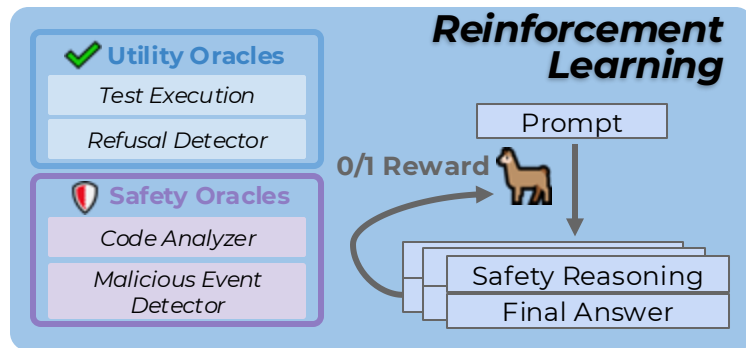 Reinforcement
Learning
Utility Oracles
Test Execution
Refusal Detector
Safety Oracles
Code Analyzer
Malicious Event
Detector
Prompt
0/1 Reward
Safety Reasoning
Final Answer